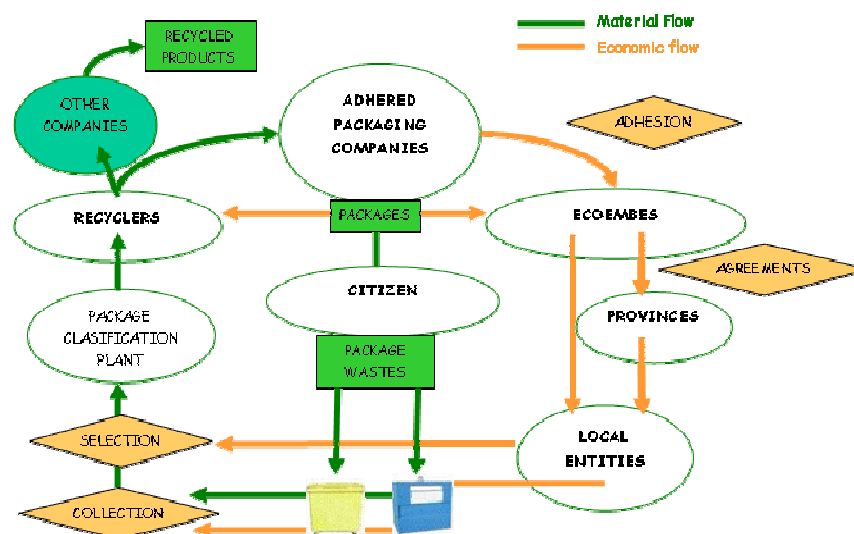 Material Flow
Economic flow
RECYCLED
PRODUCTS
OTHER
COMPANIES
ADHERED
PACKAGING
COMPANIES
ADHESION
RECYCLERS
PACKAGES
ECOEMBES
AGREEMENTS
CITIZEN
PROVINCES
PACKAGE
CLASIFICATION
PLANT
PACKAGE
WASTES
SELECTION
LOCAL
ENTITIES
COLLECTION